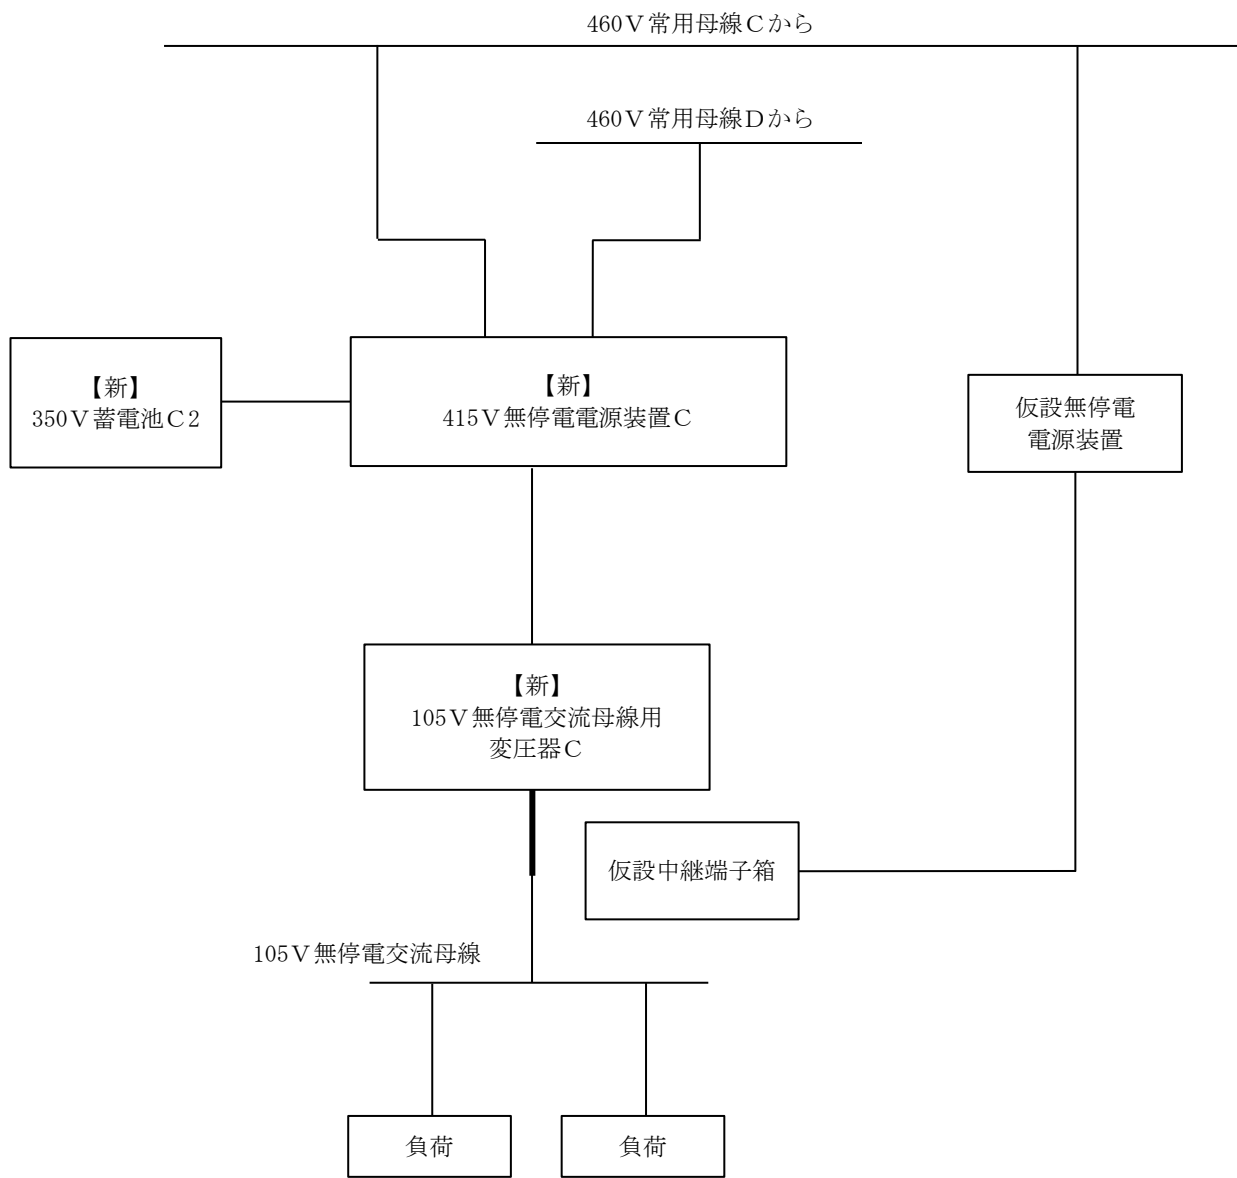 460V常用母線Cから
460V常用母線Dから
【新】
350V蓄電池C2
【新】
415V無停電電源装置C
仮設無停電
電源装置
【新】
105V無停電交流母線用
変圧器C
仮設中継端子箱
105V無停電交流母線
負荷
負荷